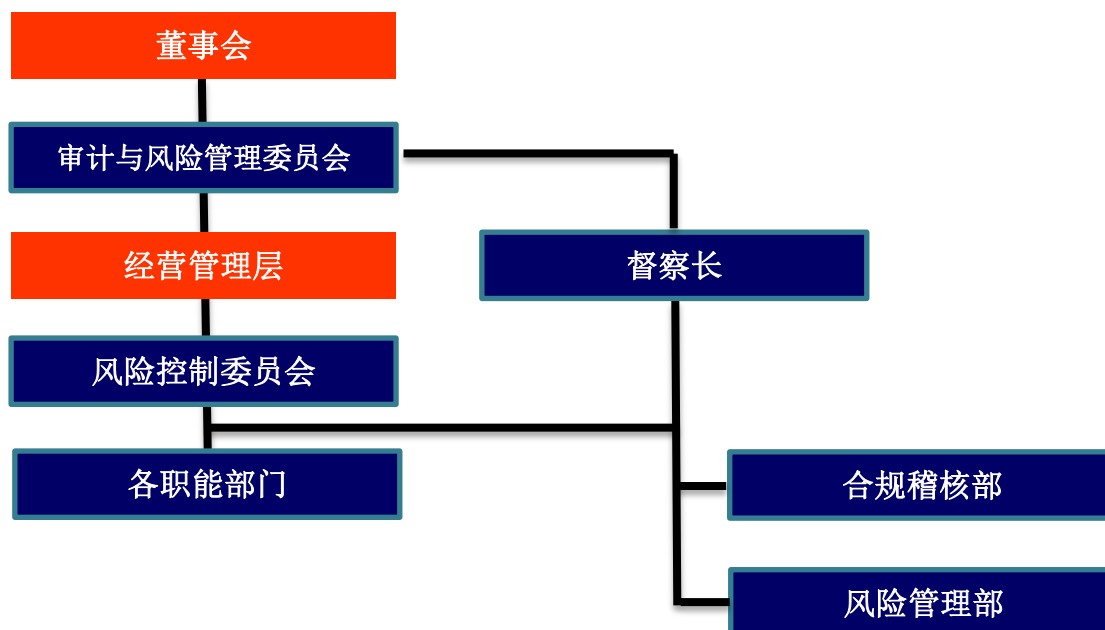 董事会
审计与风险管理委员会
经营管理层
督察长
风险控制委员会
各职能部门
合规稽核部
风险管理部